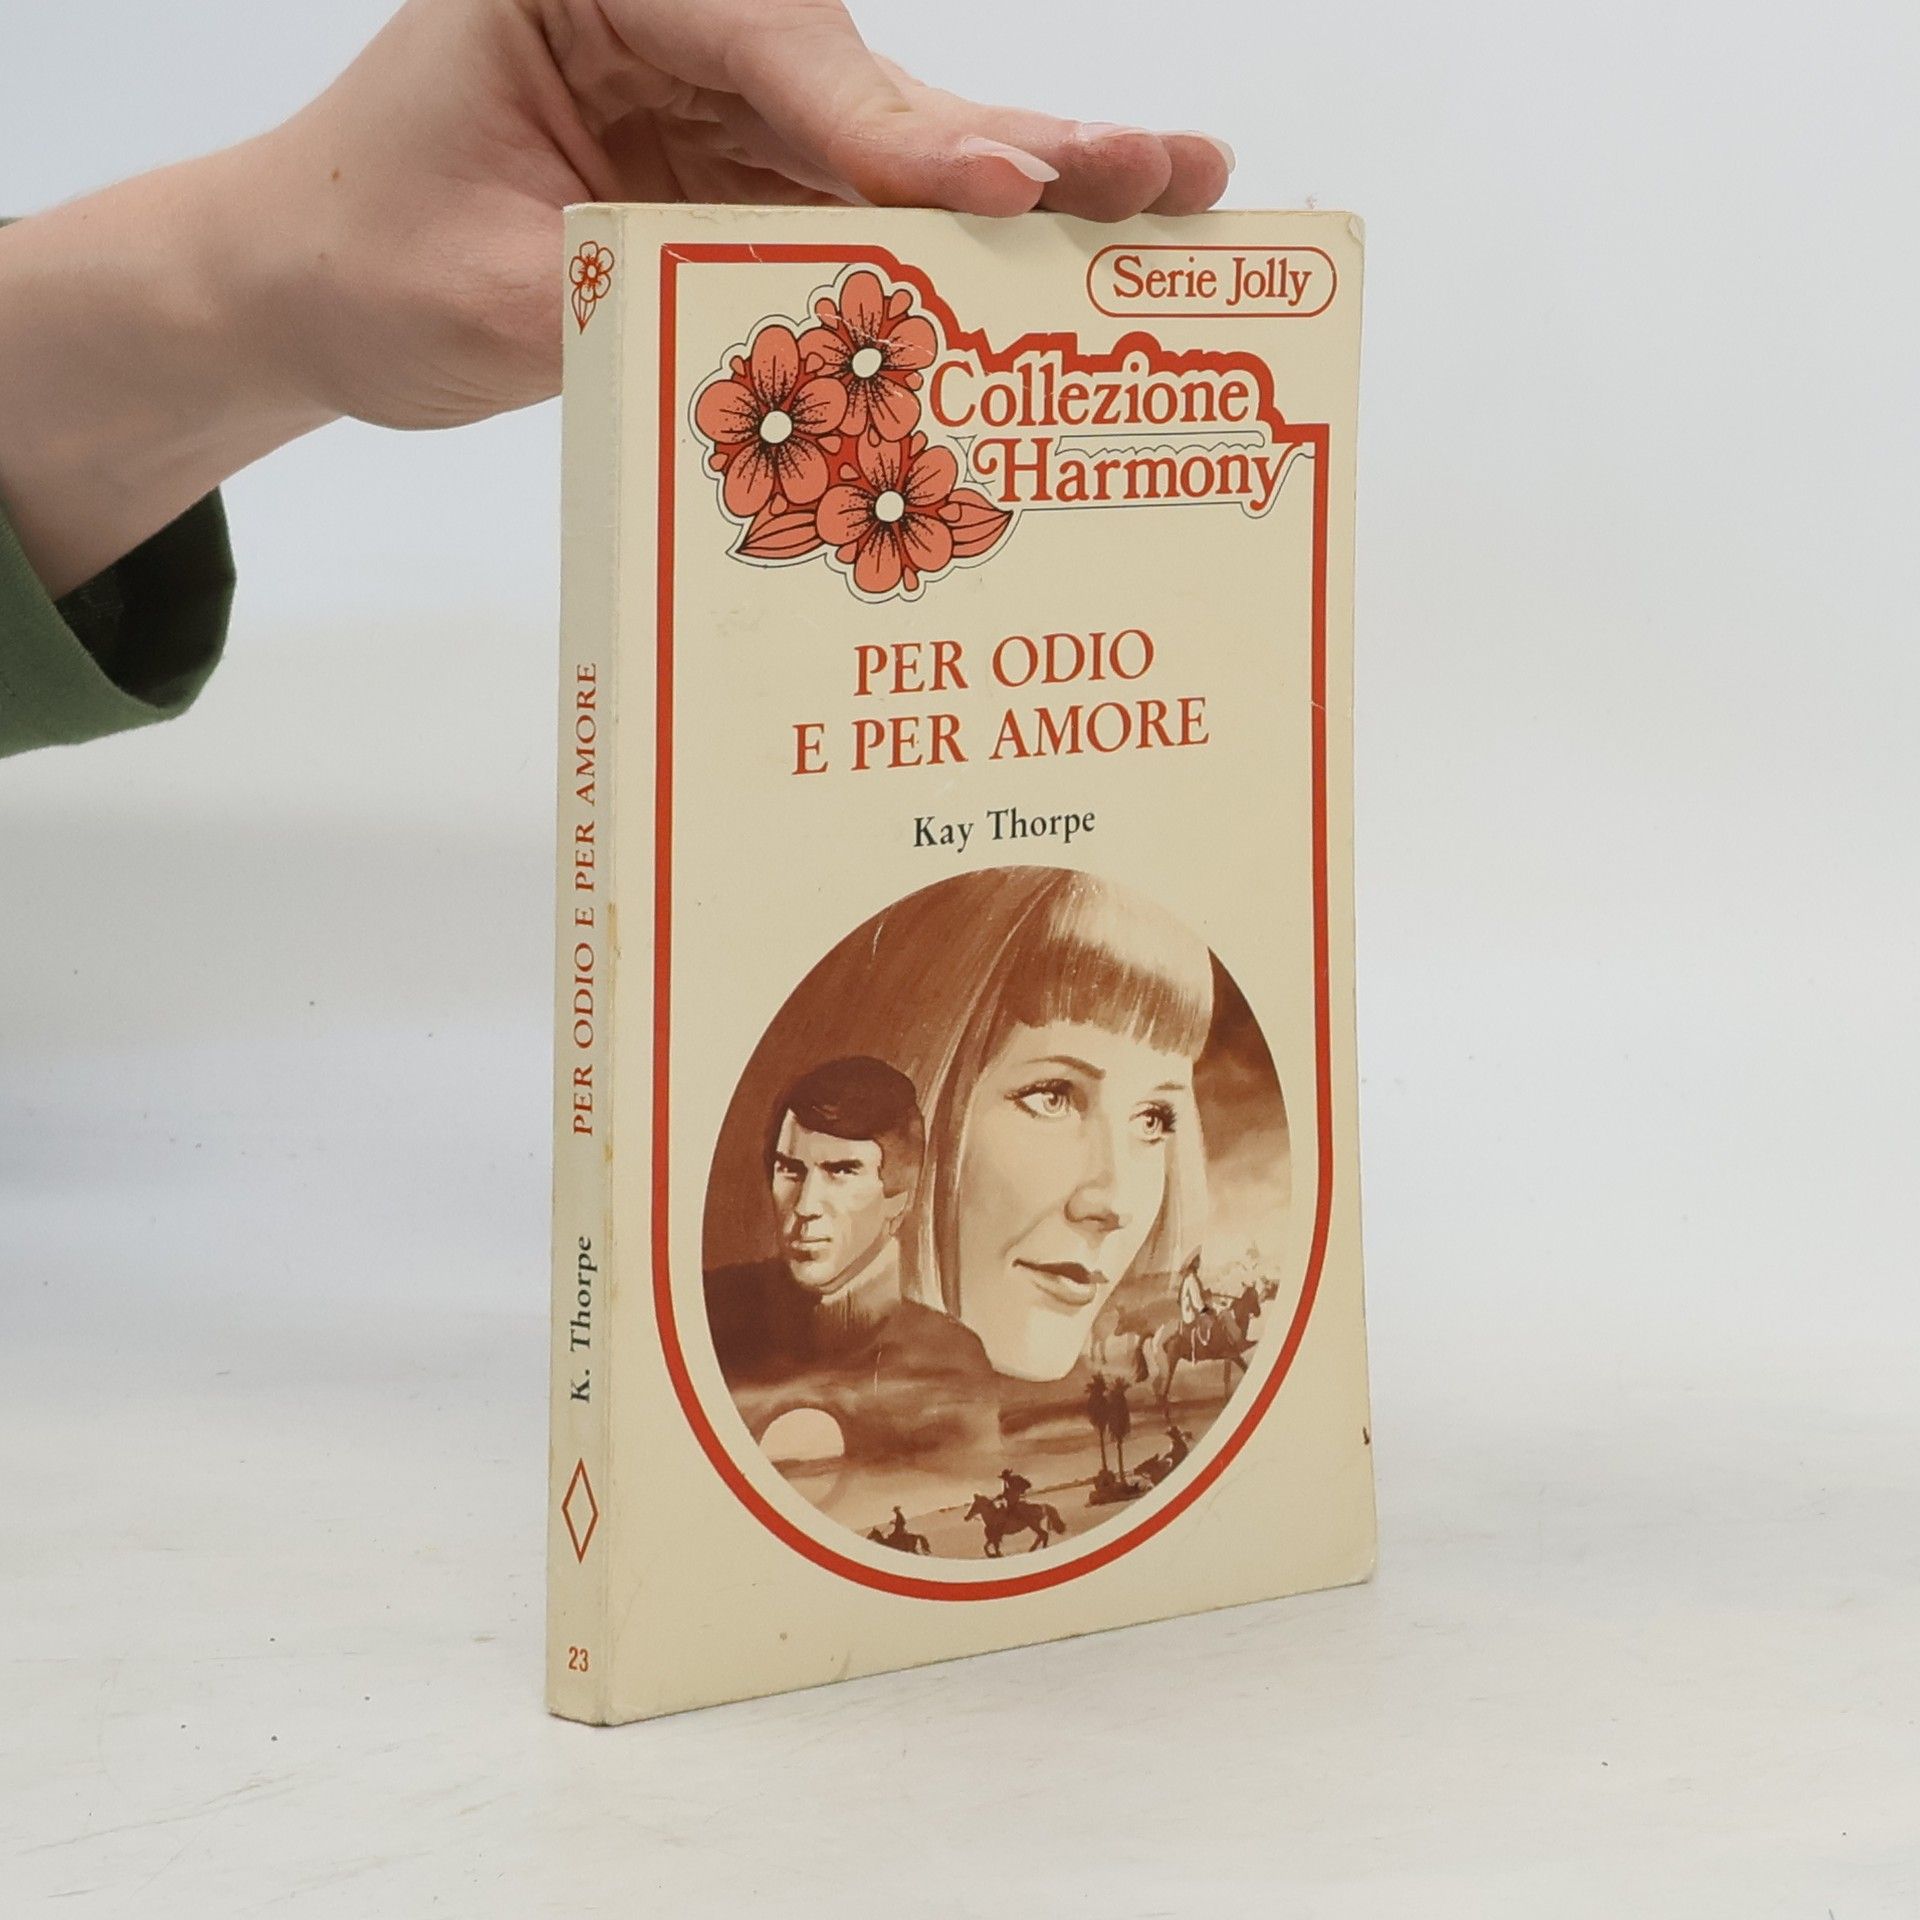 Serie Jolly
Collezione
Harmony
PER ODIO
E PER AMORE
Kay Thorpe
PER ODIO E PER AMORE
K. Thorpe
23